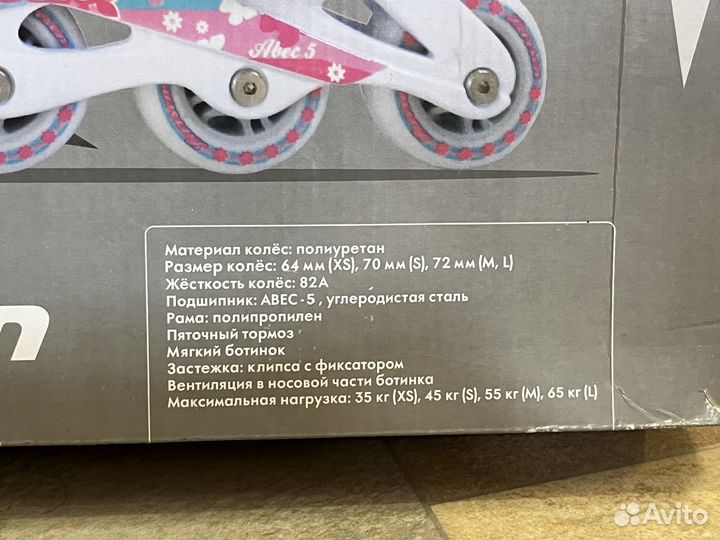 Abec 5
Материал колёс: полиуретан
Размер колёс: 64 мм (XS), 70 мм (S), 72 мм (M, L)
Жёсткость колёс: 82A
Подшипник: ABEC - 5 , углеродистая сталь
Рама: полипропилен
Пяточный тормоз
Мягкий ботинок
Застежка: клипса с фиксатором
Вентиляция в носовой части ботинка
Максимальная нагрузка: 35 кг (XS), 45 кг (S), 55 кг (M), 65 кг (L)
Avito